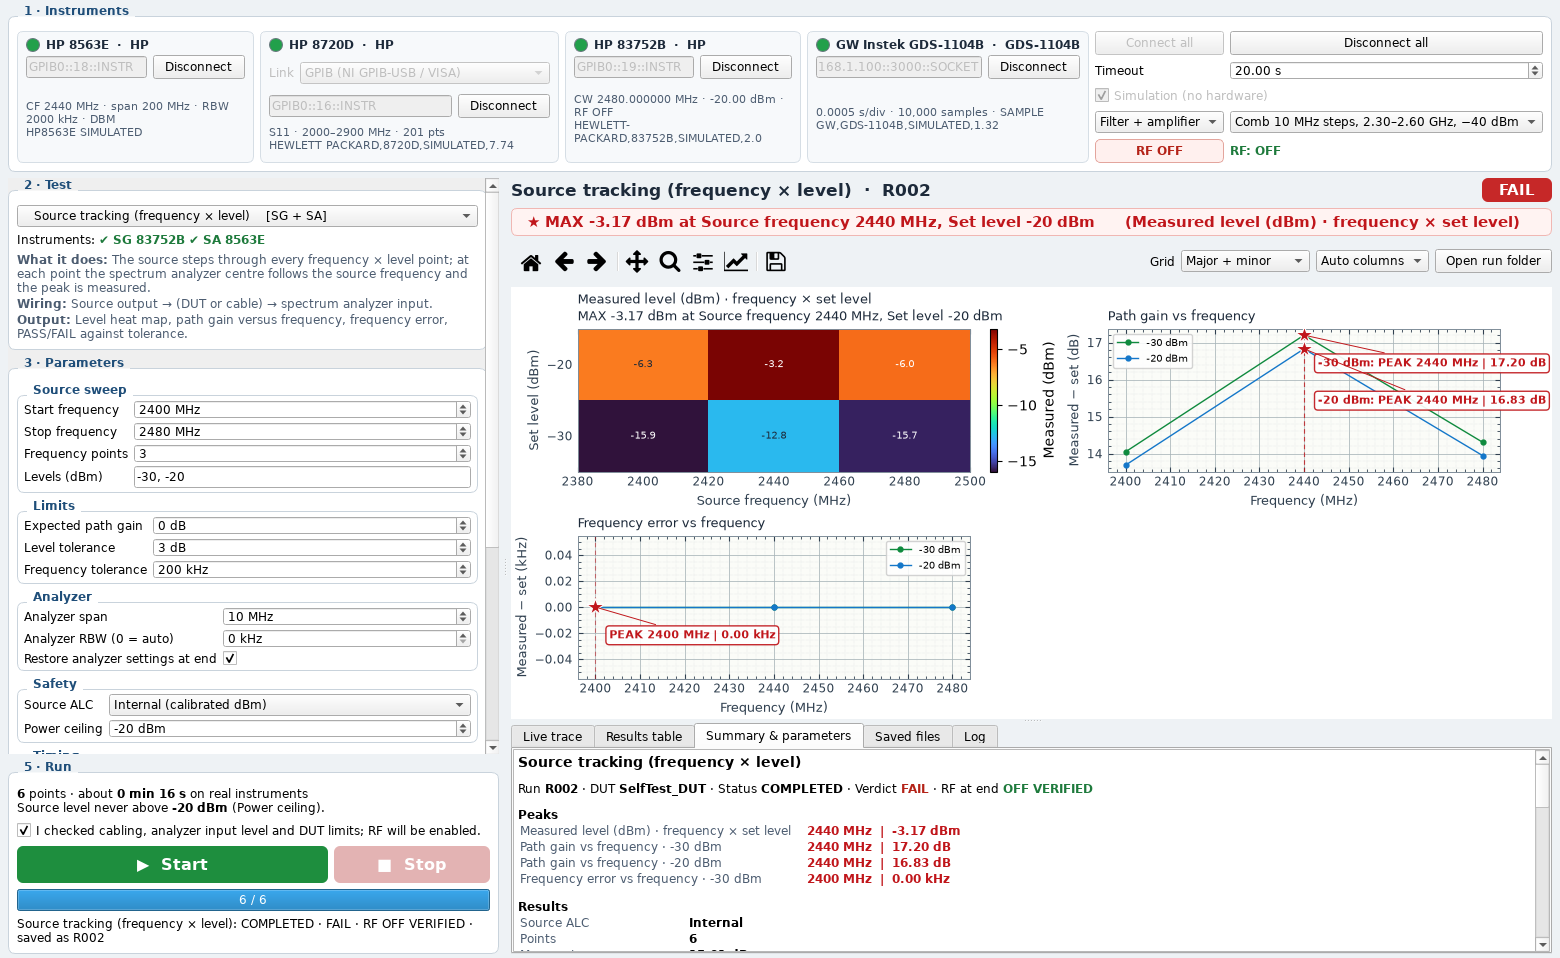 1 · Instruments
HP 8563E · HP
GPIB0::18::INSTR
Disconnect
CF 2440 MHz · span 200 MHz · RBW
2000 kHz · DBM
HP8563E SIMULATED
HP 8720D · HP
Link
GPIB (NI GPIB-USB / VISA)
GPIB0::16::INSTR
Disconnect
S11 · 2000–2900 MHz · 201 pts
HEWLETT PACKARD,8720D,SIMULATED,7.74
HP 83752B · HP
GPIB0::19::INSTR
Disconnect
CW 2480.000000 MHz · -20.00 dBm ·
RF OFF
HEWLETT-
PACKARD,83752B,SIMULATED,2.0
GW Instek GDS-1104B · GDS-1104B
168.1.100::3000::SOCKET
Disconnect
0.0005 s/div · 10,000 samples · SAMPLE
GW,GDS-1104B,SIMULATED,1.32
Connect all
Disconnect all
Timeout
20.00 s
Simulation (no hardware)
Filter + amplifier
Comb 10 MHz steps, 2.30–2.60 GHz, −40 dBm
RF OFF
RF: OFF
2 · Test
Source tracking (frequency × level) [SG + SA]
Instruments: ✔ SG 83752B ✔ SA 8563E
What it does: The source steps through every frequency × level point; at
each point the spectrum analyzer centre follows the source frequency and
the peak is measured.
Wiring: Source output → (DUT or cable) → spectrum analyzer input.
Output: Level heat map, path gain versus frequency, frequency error,
PASS/FAIL against tolerance.
3 · Parameters
Source sweep
Start frequency 2400 MHz
Stop frequency 2480 MHz
Frequency points 3
Levels (dBm) -30, -20
Limits
Expected path gain 0 dB
Level tolerance 3 dB
Frequency tolerance 200 kHz
Analyzer
Analyzer span 10 MHz
Analyzer RBW (0 = auto) 0 kHz
Restore analyzer settings at end
Safety
Source ALC Internal (calibrated dBm)
Power ceiling -20 dBm
5 · Run
6 points · about 0 min 16 s on real instruments
Source level never above -20 dBm (Power ceiling).
I checked cabling, analyzer input level and DUT limits; RF will be enabled.
▶ Start
■ Stop
6 / 6
Source tracking (frequency × level): COMPLETED · FAIL · RF OFF VERIFIED ·
saved as R002
Source tracking (frequency × level) · R002
FAIL
★ MAX -3.17 dBm at Source frequency 2440 MHz, Set level -20 dBm (Measured level (dBm) · frequency × set level)
Grid
Major + minor
Auto columns
Open run folder
Measured level (dBm) · frequency × set level
MAX -3.17 dBm at Source frequency 2440 MHz, Set level -20 dBm
Set level (dBm)
−20
−30
-6.3
-3.2
-6.0
-15.9
-12.8
-15.7
2380 2400 2420 2440 2460 2480 2500
Source frequency (MHz)
−5
−10
−15
Measured (dBm)
Path gain vs frequency
Measured − set (dB)
17
16
15
14
-30 dBm
-20 dBm
-30 dBm: PEAK 2440 MHz | 17.20 dB
-20 dBm: PEAK 2440 MHz | 16.83 dB
2400 2410 2420 2430 2440 2450 2460 2470 2480
Frequency (MHz)
Frequency error vs frequency
Measured − set (kHz)
0.04
0.02
0.00
−0.02
−0.04
-30 dBm
-20 dBm
PEAK 2400 MHz | 0.00 kHz
2400 2410 2420 2430 2440 2450 2460 2470 2480
Frequency (MHz)
Live trace
Results table
Summary & parameters
Saved files
Log
Source tracking (frequency × level)
Run R002 · DUT SelfTest_DUT · Status COMPLETED · Verdict FAIL · RF at end OFF VERIFIED
Peaks
Measured level (dBm) · frequency × set level 2440 MHz | -3.17 dBm
Path gain vs frequency · -30 dBm 2440 MHz | 17.20 dB
Path gain vs frequency · -20 dBm 2440 MHz | 16.83 dB
Frequency error vs frequency · -30 dBm 2400 MHz | 0.00 kHz
Results
Source ALC Internal
Points 6